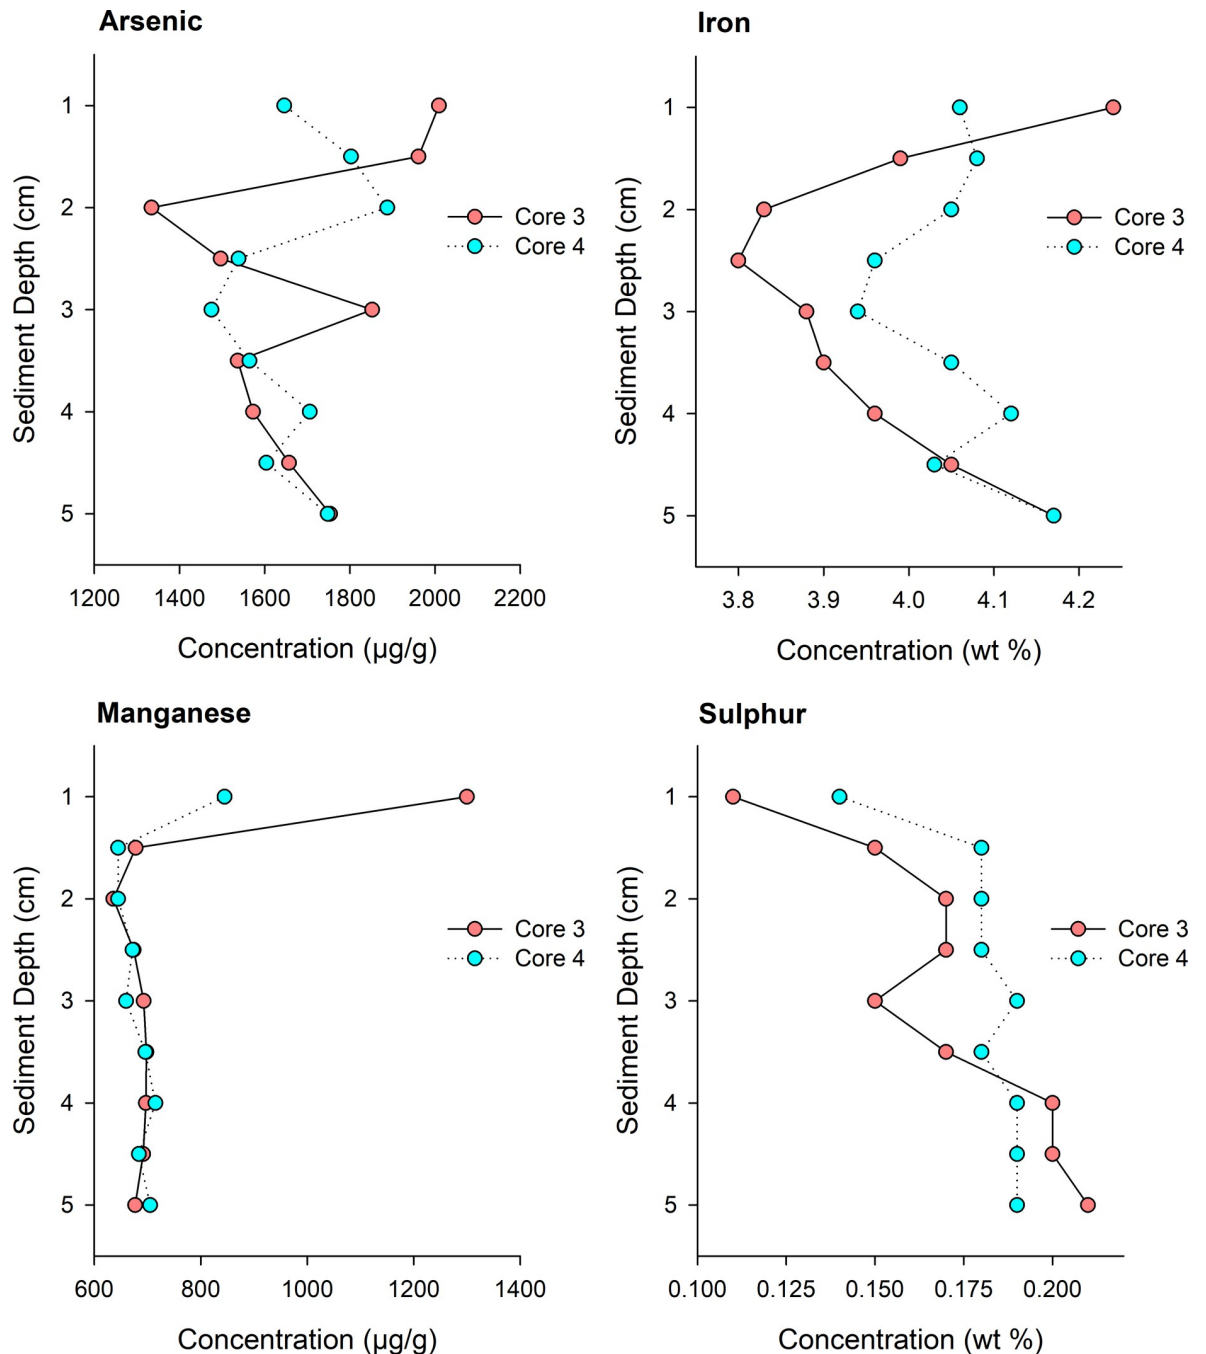 Arsenic
Sediment Depth (cm)
1
2
3
4
5
Core 3
Core 4
1200 1400 1600 1800 2000 2200
Concentration (µg/g)
Iron
Sediment Depth (cm)
1
2
3
4
5
Core 3
Core 4
3.8 3.9 4.0 4.1 4.2
Concentration (wt %)
Manganese
Sediment Depth (cm)
1
2
3
4
5
Core 3
Core 4
600 800 1000 1200 1400
Concentration (µg/g)
Sulphur
Sediment Depth (cm)
1
2
3
4
5
Core 3
Core 4
0.100 0.125 0.150 0.175 0.200
Concentration (wt %)